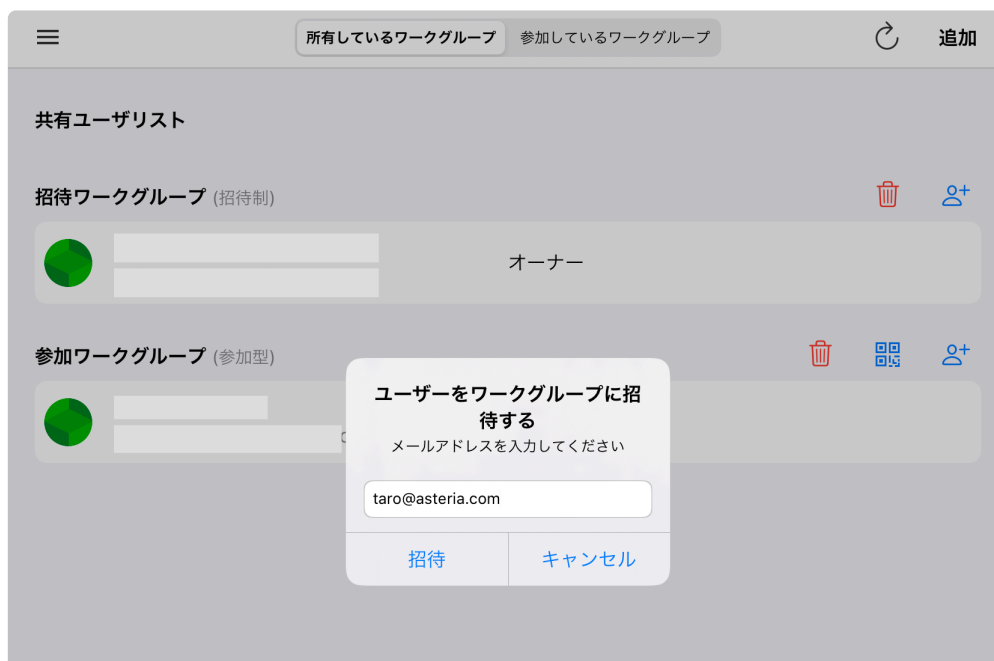 所有しているワークグループ 参加しているワークグループ 追加
共有ユーザリスト
招待ワークグループ (招待制)
オーナー
参加ワークグループ (参加型)
ユーザーをワークグループに招
待する
メールアドレスを入力してください
taro@asteria.com
招待 キャンセル